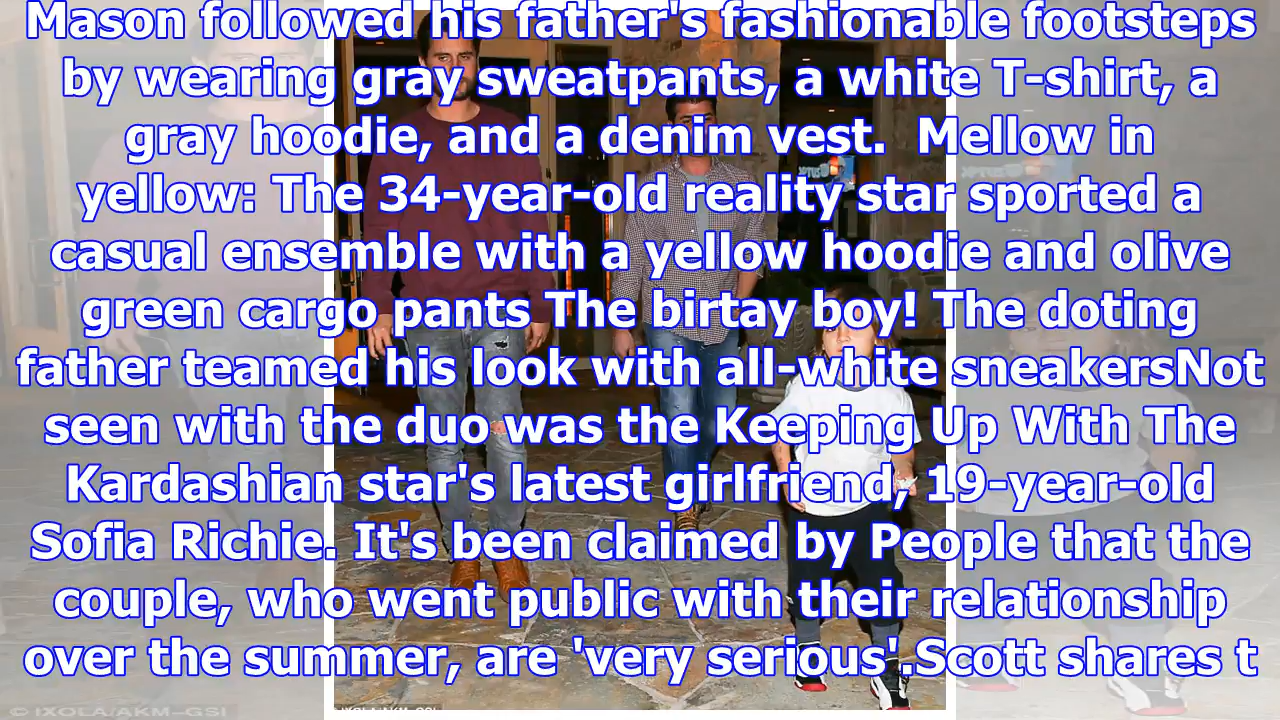 Mason followed his father's fashionable footsteps
by wearing gray sweatpants, a white T-shirt, a
gray hoodie, and a denim vest.  Mellow in
yellow: The 34-year-old reality star sported a
casual ensemble with a yellow hoodie and olive
green cargo pants The birtay boy! The doting
father teamed his look with all-white sneakersNot
seen with the duo was the Keeping Up With The
Kardashian star's latest girlfriend, 19-year-old
Sofia Richie. It's been claimed by People that the
couple, who went public with their relationship
over the summer, are 'very serious'.Scott shares t
© IXOLA/AKM-GSI